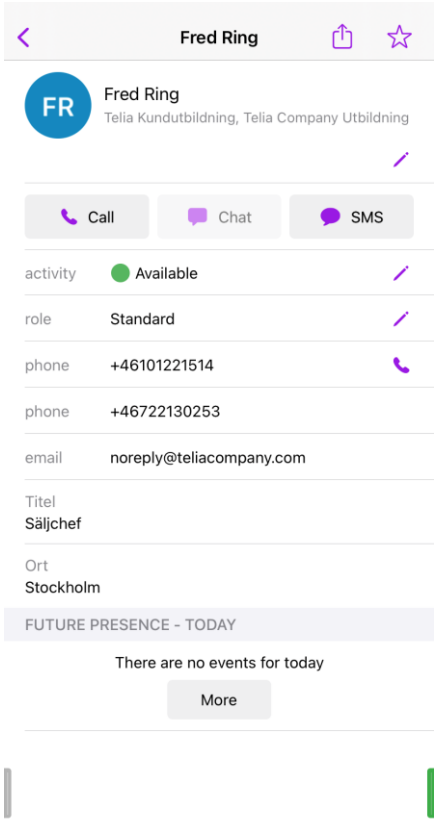 Fred Ring
FR
Fred Ring
Telia Kundutbildning, Telia Company Utbildning
Call
Chat
SMS
activity Available
role Standard
phone +46101221514
phone +46722130253
email noreply@teliacompany.com
Titel
Säljchef
Ort
Stockholm
FUTURE PRESENCE - TODAY
There are no events for today
More